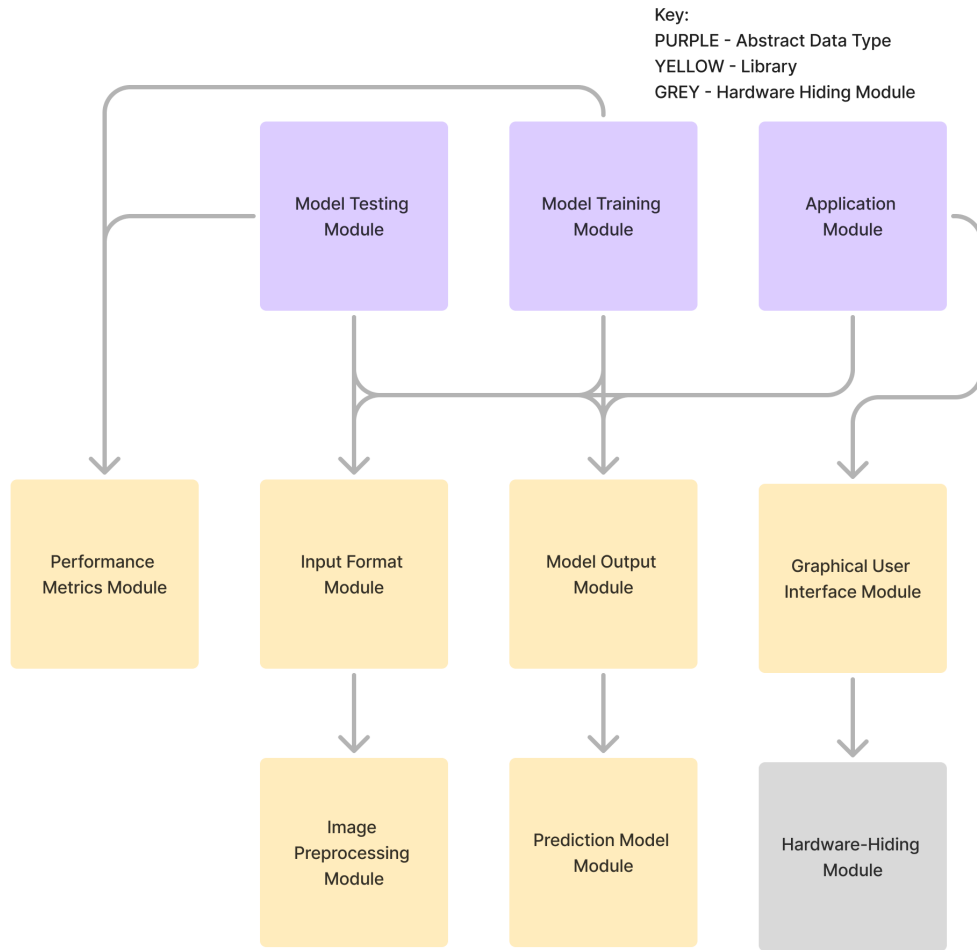 Key:
PURPLE - Abstract Data Type
YELLOW - Library
GREY - Hardware Hiding Module
Model Testing
Module
Model Training
Module
Application
Module
Performance
Metrics Module
Input Format
Module
Model Output
Module
Graphical User
Interface Module
Image
Preprocessing
Module
Prediction Model
Module
Hardware-Hiding
Module